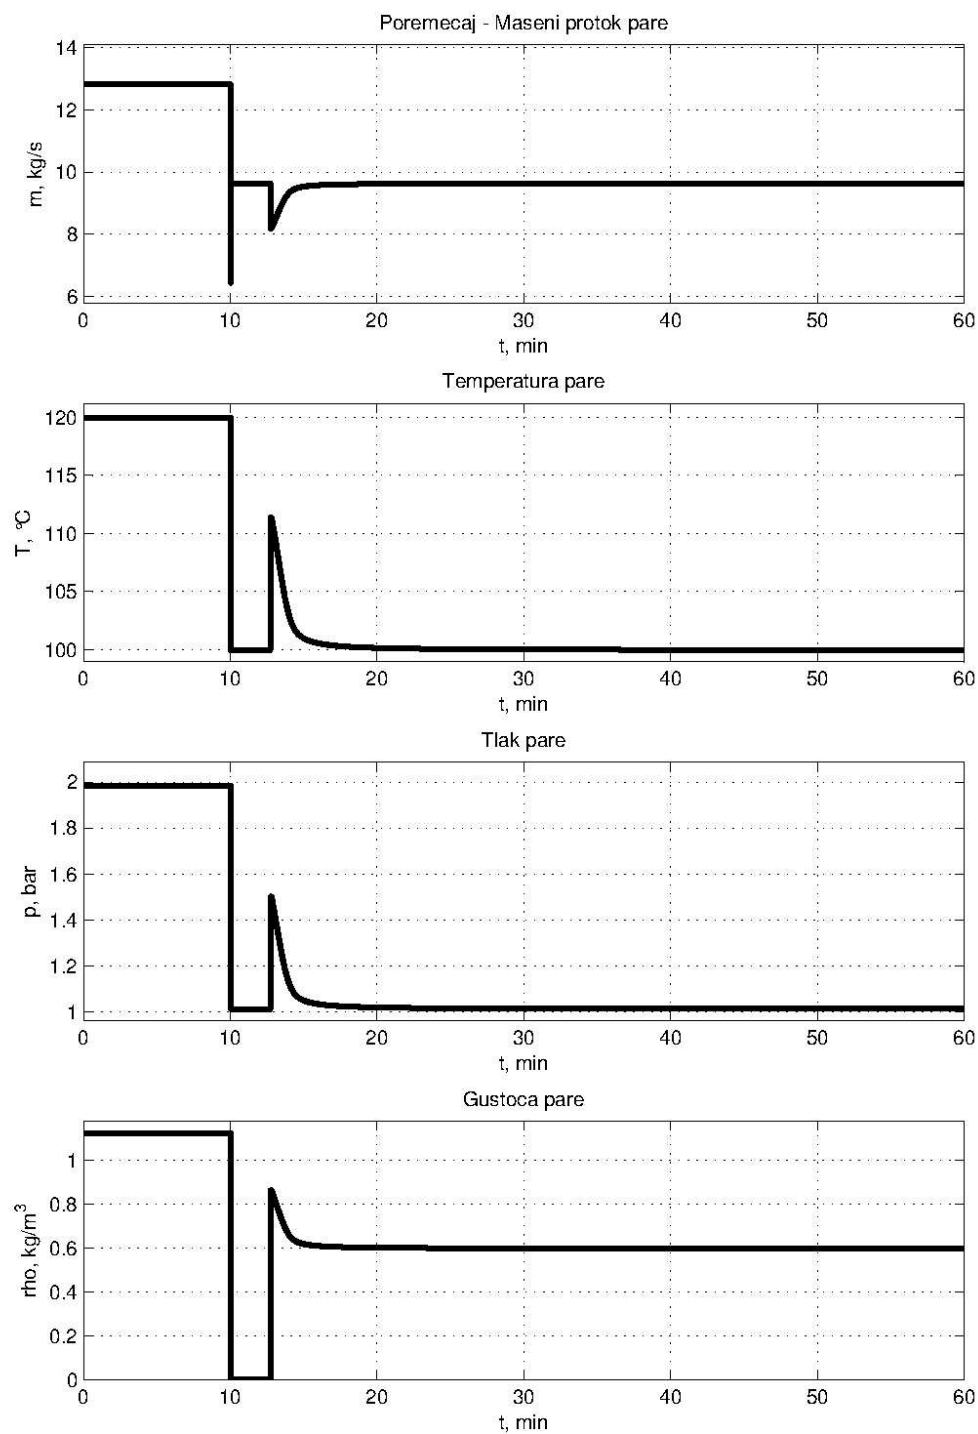 Poremecaj - Maseni protok pare
14
12
10
8
6
m, kg/s
0 10 20 30 40 50 60
t, min
Temperatura pare
120
115
110
105
100
T, °C
0 10 20 30 40 50 60
t, min
Tlak pare
2
1.8
1.6
1.4
1.2
1
p, bar
0 10 20 30 40 50 60
t, min
Gustoca pare
1
0.8
0.6
0.4
0.2
0
rho, kg/m³
0 10 20 30 40 50 60
t, min